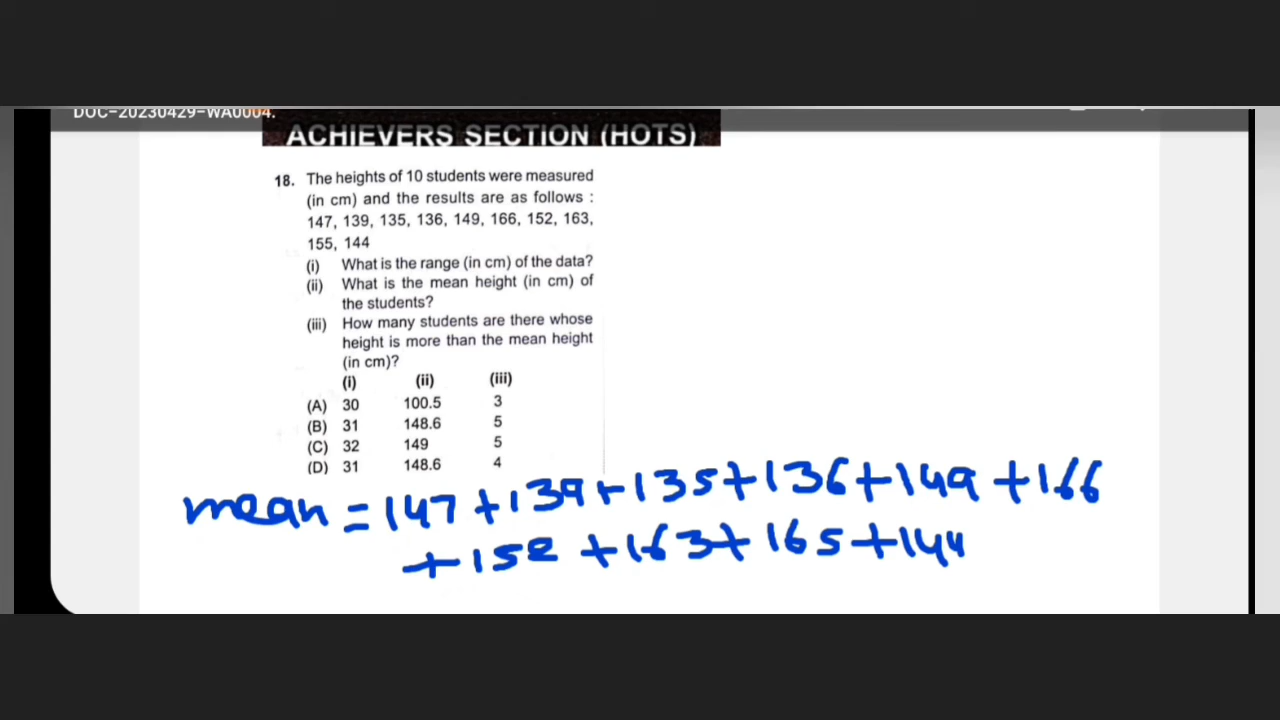 DOC-20230429-WA0004.
ACHIEVERS SECTION (HOTS)
18. The heights of 10 students were measured
(in cm) and the results are as follows :
147, 139, 135, 136, 149, 166, 152, 163,
155, 144
(i) What is the range (in cm) of the data?
(ii) What is the mean height (in cm) of
the students?
(iii) How many students are there whose
height is more than the mean height
(in cm)?
(i) (ii) (iii)
(A) 30 100.5 3
(B) 31 148.6 5
(C) 32 149 5
(D) 31 148.6 4
mean = 147 + 139 + 135 + 136 + 149 + 166
+ 152 + 163 + 165 + 144